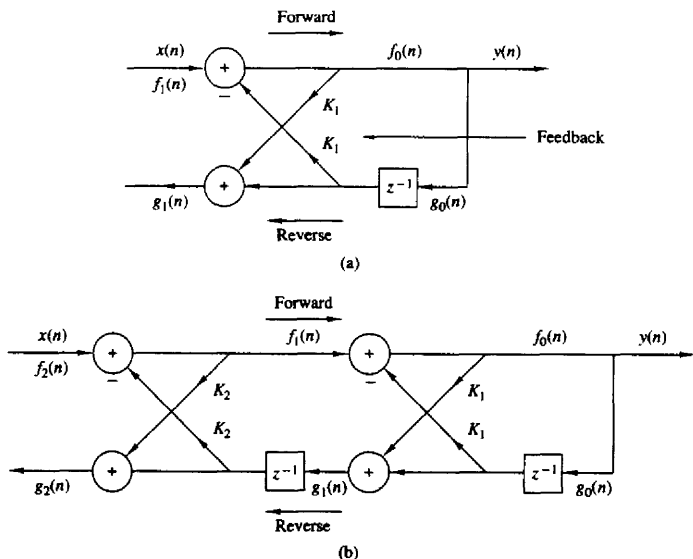 Forward
x(n) f₀(n) y(n)
+
f₁(n)
−
K₁
K₁
Feedback
+ z⁻¹
g₁(n) g₀(n)
Reverse
(a)
Forward
x(n) f₁(n) f₀(n) y(n)
+ +
f₂(n)
− −
K₂ K₁
K₂ K₁
+ z⁻¹ + z⁻¹
g₂(n) g₁(n) g₀(n)
Reverse
(b)